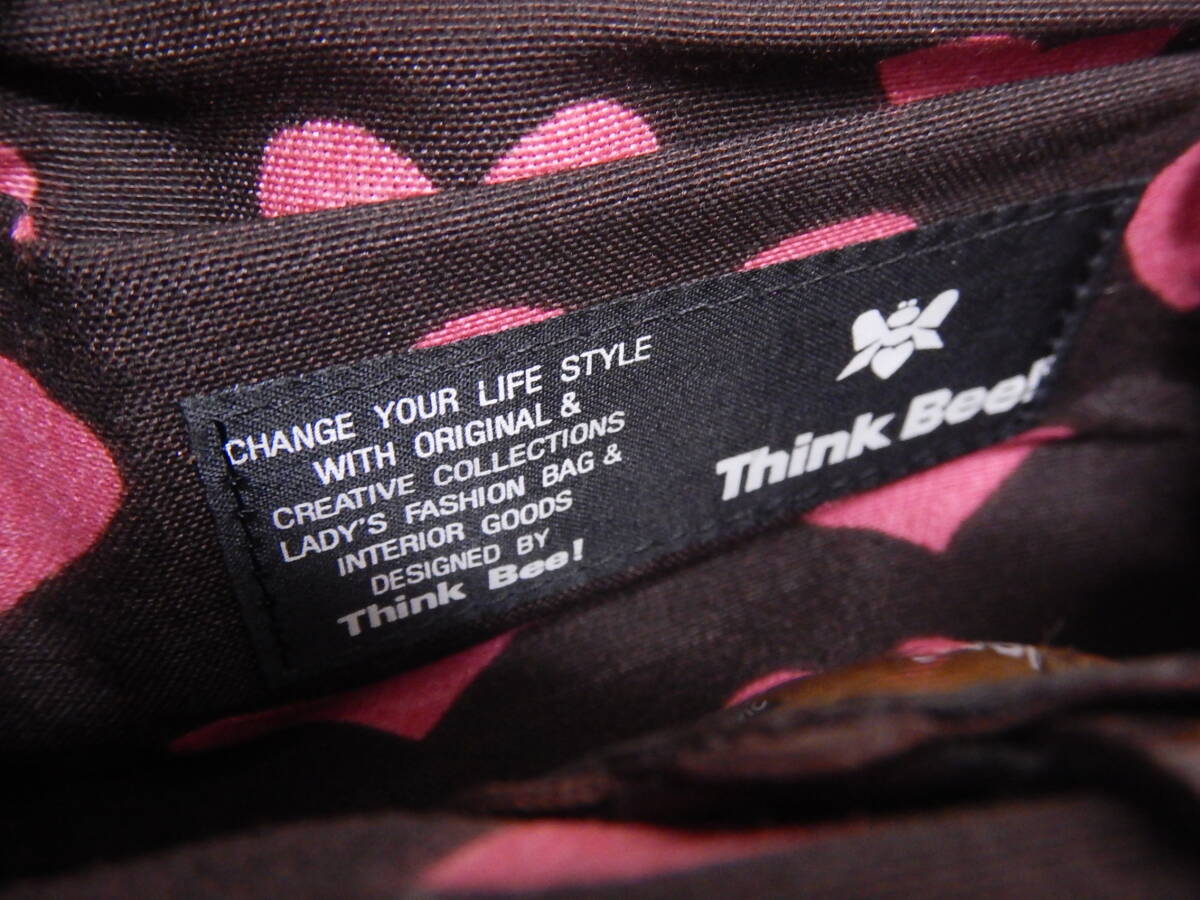 CHANGE YOUR LIFE STYLE
WITH ORIGINAL &
CREATIVE COLLECTIONS
LADY'S FASHION BAG &
INTERIOR GOODS
DESIGNED BY
Think Bee!
Think Bee!